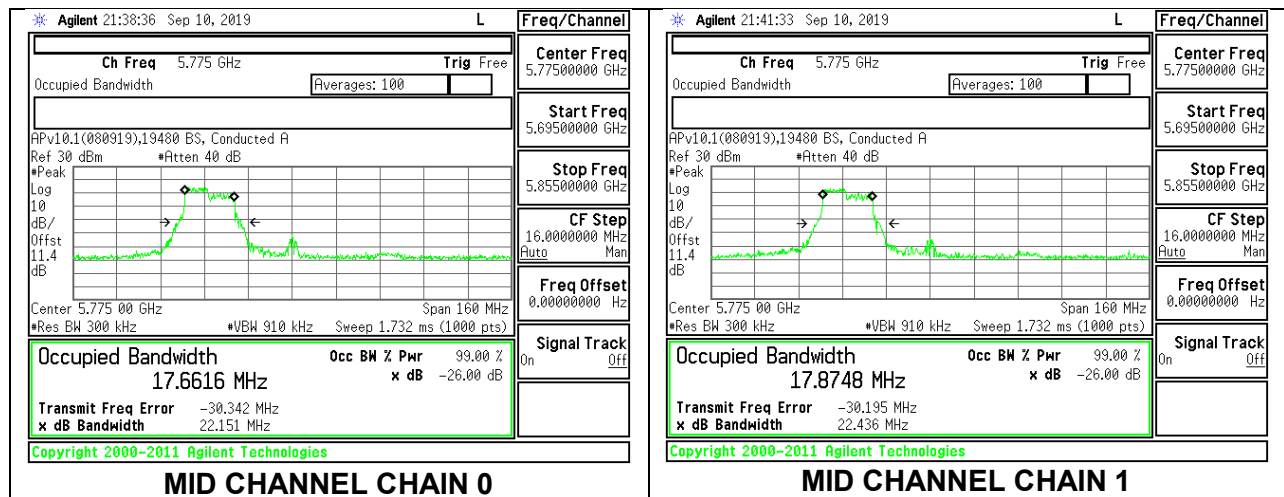 Agilent 21:38:36 Sep 10, 2019 L Freq/Channel
Ch Freq 5.775 GHz Trig Free
Occupied Bandwidth Averages: 100
Center Freq
5.77500000 GHz
Start Freq
5.69500000 GHz
APv10.1(080919),19480 BS, Conducted A
Ref 30 dBm #Atten 40 dB
#Peak
Log
10
dB/
Offst
11.4
dB
Stop Freq
5.85500000 GHz
CF Step
16.0000000 MHz
Auto Man
Freq Offset
0.00000000 Hz
Center 5.775 00 GHz Span 160 MHz
#Res BW 300 kHz #VBW 910 kHz Sweep 1.732 ms (1000 pts)
Signal Track
On Off
Occupied Bandwidth Occ BW % Pwr 99.00 %
17.6616 MHz x dB -26.00 dB
Transmit Freq Error -30.342 MHz
x dB Bandwidth 22.151 MHz
Copyright 2000-2011 Agilent Technologies
MID CHANNEL CHAIN 0
Agilent 21:41:33 Sep 10, 2019 L Freq/Channel
Ch Freq 5.775 GHz Trig Free
Occupied Bandwidth Averages: 100
Center Freq
5.77500000 GHz
Start Freq
5.69500000 GHz
APv10.1(080919),19480 BS, Conducted A
Ref 30 dBm #Atten 40 dB
#Peak
Log
10
dB/
Offst
11.4
dB
Stop Freq
5.85500000 GHz
CF Step
16.0000000 MHz
Auto Man
Freq Offset
0.00000000 Hz
Center 5.775 00 GHz Span 160 MHz
#Res BW 300 kHz #VBW 910 kHz Sweep 1.732 ms (1000 pts)
Signal Track
On Off
Occupied Bandwidth Occ BW % Pwr 99.00 %
17.8748 MHz x dB -26.00 dB
Transmit Freq Error -30.195 MHz
x dB Bandwidth 22.436 MHz
Copyright 2000-2011 Agilent Technologies
MID CHANNEL CHAIN 1